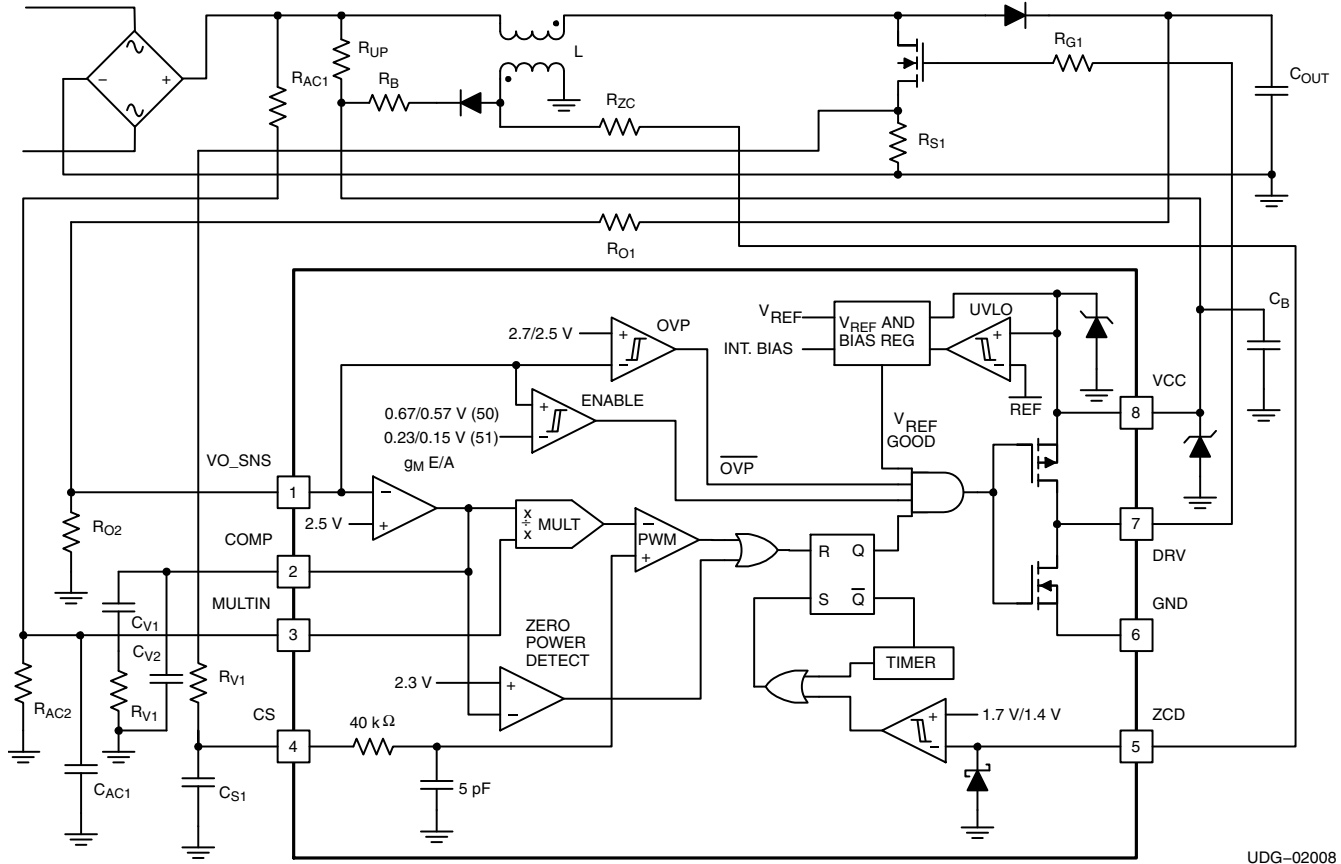 L
R_UP
R_G1
R_AC1
R_B
R_ZC
C_OUT
R_S1
R_O1
C_B
V_REF
V_REF AND
BIAS REG
UVLO
INT. BIAS
2.7/2.5 V
OVP
REF
VCC
ENABLE
0.67/0.57 V (50)
0.23/0.15 V (51)
V_REF
GOOD
8
VO_SNS
g_M E/A
OVP
1
2.5 V
x
÷
x
MULT
7
R_O2
COMP
PWM
R
Q
DRV
2
S
Q
GND
MULTIN
C_V1
3
ZERO
POWER
DETECT
TIMER
6
C_V2
R_V1
2.3 V
R_AC2
R_V1
CS
1.7 V/1.4 V
ZCD
4
40 kΩ
5
C_AC1
C_S1
5 pF
UDG–02008